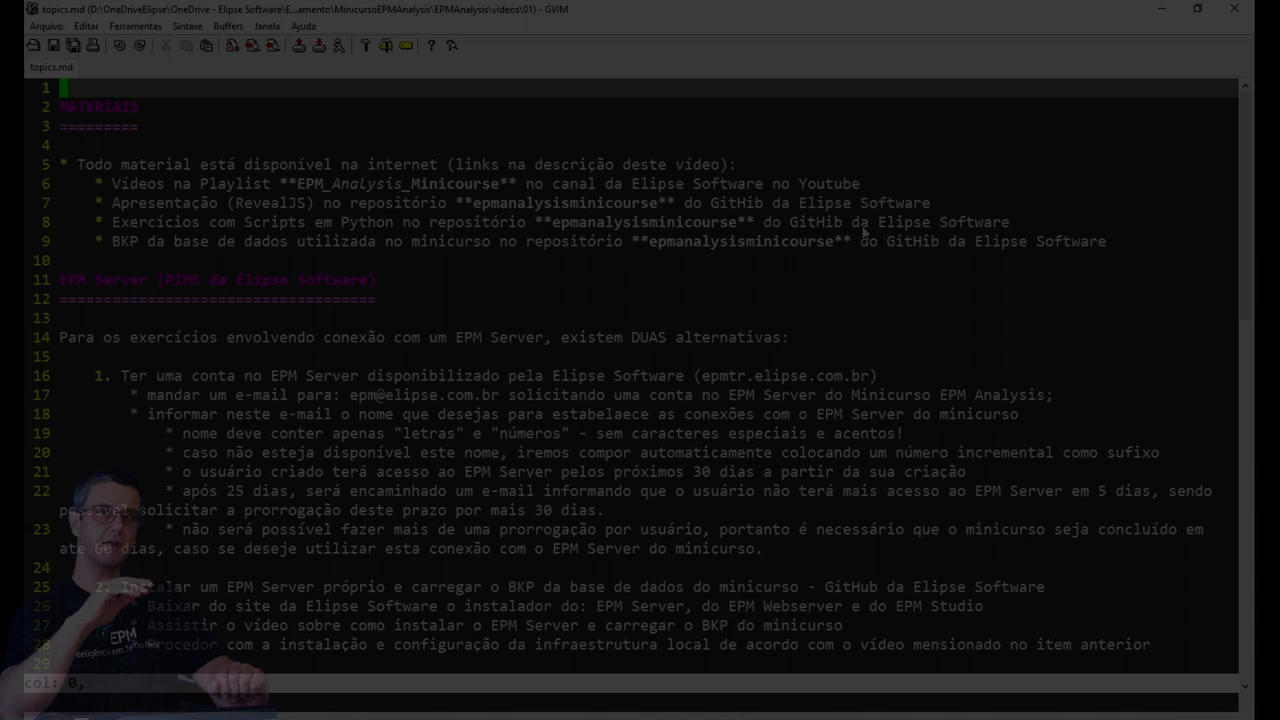 topics.md (D:\OneDriveElipse\OneDrive - Elipse Software\E...amento\MinicursoEPMAnalysis\EPMAnalysis\videos\01) - GVIM
Arquivo Editar Ferramentas Sintaxe Buffers Janela Ajuda
topics.md
1
2 MATERIAIS
3 =========
4
5 * Todo material está disponível na internet (links na descrição deste vídeo):
6 * Vídeos na Playlist **EPM_Analysis_Minicourse** no canal da Elipse Software no Youtube
7 * Apresentação (RevealJS) no repositório **epmanalysisminicourse** do GitHib da Elipse Software
8 * Exercícios com Scripts em Python no repositório **epmanalysisminicourse** do GitHib da Elipse Software
9 * BKP da base de dados utilizada no minicurso no repositório **epmanalysisminicourse** do GitHib da Elipse Software
10
11 EPM Server (PIMS da Elipse Software)
12 ====================================
13
14 Para os exercícios envolvendo conexão com um EPM Server, existem DUAS alternativas:
15
16 1. Ter uma conta no EPM Server disponibilizado pela Elipse Software (epmtr.elipse.com.br)
17 * mandar um e-mail para: epm@elipse.com.br solicitando uma conta no EPM Server do Minicurso EPM Analysis;
18 * informar neste e-mail o nome que desejas para estabelaece as conexões com o EPM Server do minicurso
19 * nome deve conter apenas "letras" e "números" - sem caracteres especiais e acentos!
20 * caso não esteja disponível este nome, iremos compor automaticamente colocando um número incremental como sufixo
21 * o usuário criado terá acesso ao EPM Server pelos próximos 30 dias a partir da sua criação
22 * após 25 dias, será encaminhado um e-mail informando que o usuário não terá mais acesso ao EPM Server em 5 dias, sendo
solicitar a prorrogação deste prazo por mais 30 dias.
23 * não será possível fazer mais de uma prorrogação por usuário, portanto é necessário que o minicurso seja concluído em
até 60 dias, caso se deseje utilizar esta conexão com o EPM Server do minicurso.
24
25 2. Instalar um EPM Server próprio e carregar o BKP da base de dados do minicurso - GitHub da Elipse Software
26 * Baixar do site da Elipse Software o instalador do: EPM Server, do EPM Webserver e do EPM Studio
27 * Assistir o vídeo sobre como instalar o EPM Server e carregar o BKP do minicurso
28 * Procedor com a instalação e configuração da infraestrutura local de acordo com o vídeo mensionado no item anterior
29
EPM
col: 0,